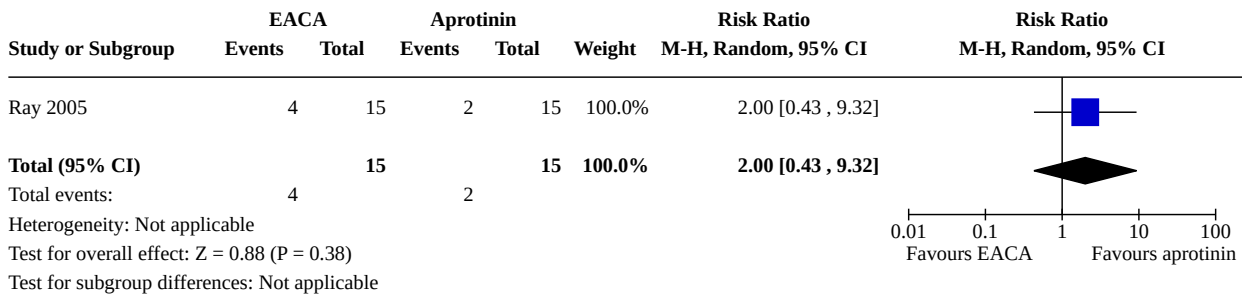 EACA Aprotinin Risk Ratio Risk Ratio
Study or Subgroup Events Total Events Total Weight M-H, Random, 95% CI M-H, Random, 95% CI
Ray 2005 4 15 2 15 100.0% 2.00 [0.43 , 9.32]
Total (95% CI) 15 15 100.0% 2.00 [0.43 , 9.32]
Total events: 4 2
Heterogeneity: Not applicable
0.01 0.1 1 10 100
Test for overall effect: Z = 0.88 (P = 0.38) Favours EACA Favours aprotinin
Test for subgroup differences: Not applicable